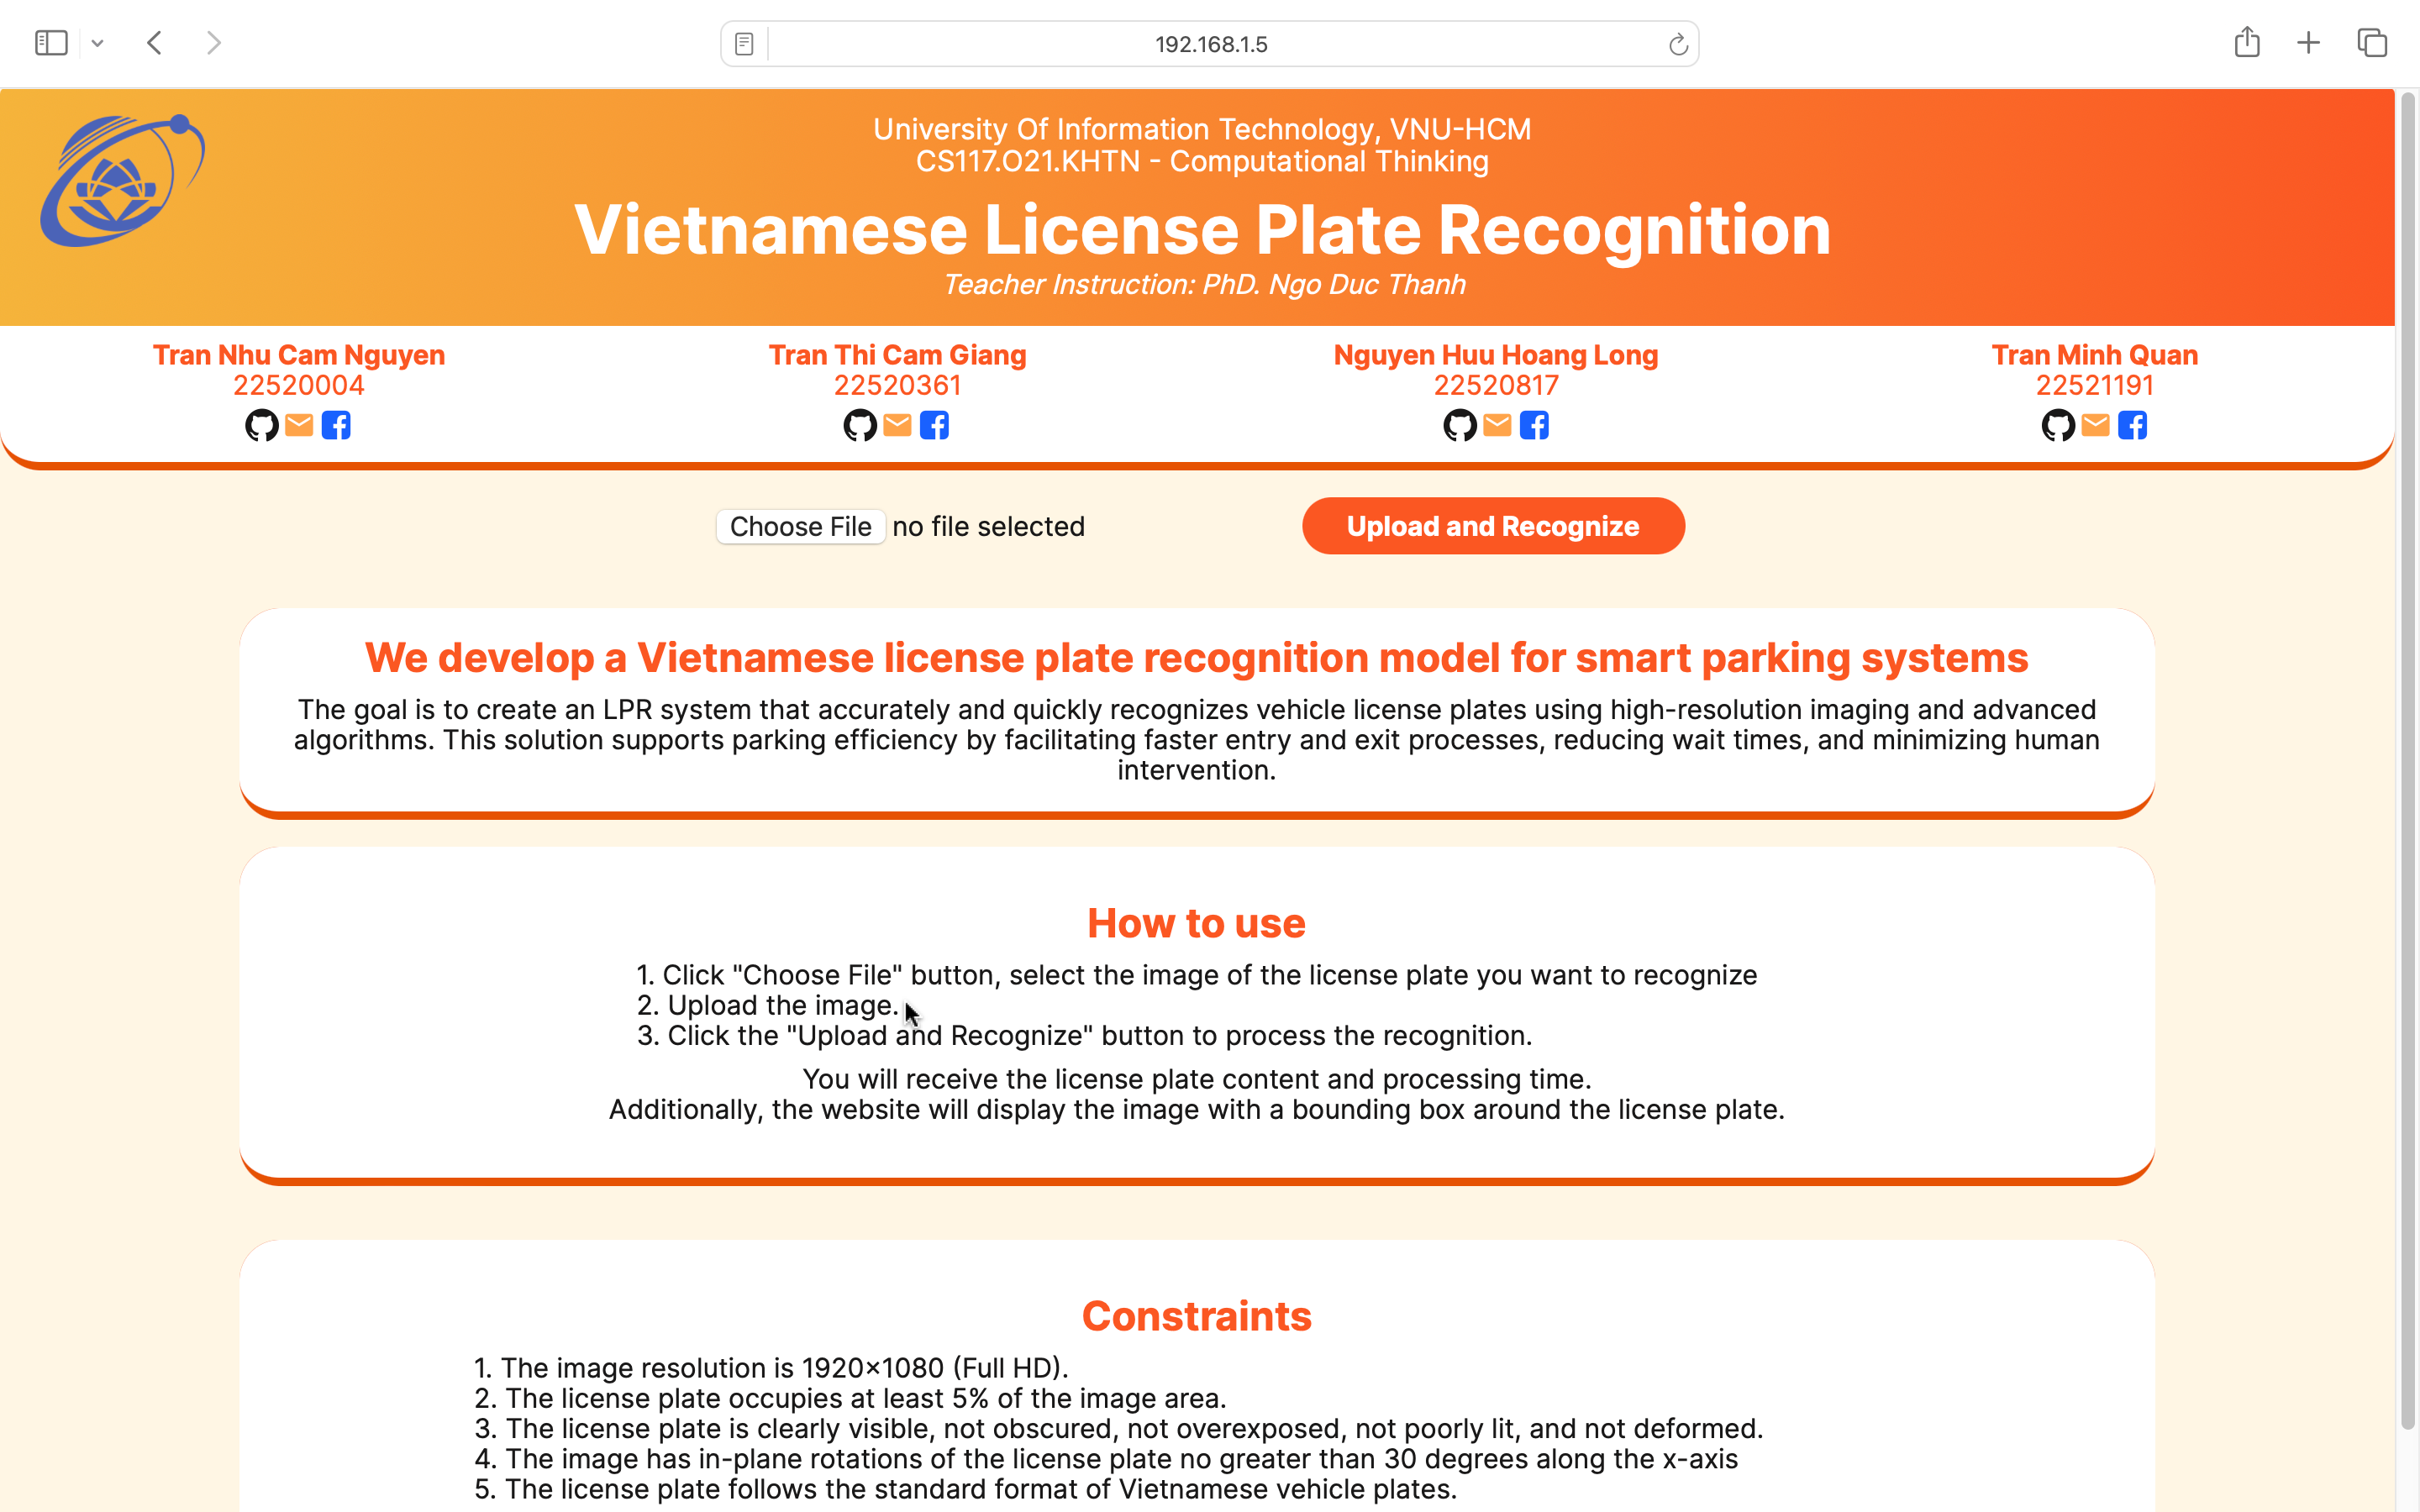 192.168.1.5
University Of Information Technology, VNU-HCM
CS117.O21.KHTN - Computational Thinking
Vietnamese License Plate Recognition
Teacher Instruction: PhD. Ngo Duc Thanh
Tran Nhu Cam Nguyen
22520004
Tran Thi Cam Giang
22520361
Nguyen Huu Hoang Long
22520817
Tran Minh Quan
22521191
Choose File no file selected
Upload and Recognize
We develop a Vietnamese license plate recognition model for smart parking systems
The goal is to create an LPR system that accurately and quickly recognizes vehicle license plates using high-resolution imaging and advanced
algorithms. This solution supports parking efficiency by facilitating faster entry and exit processes, reducing wait times, and minimizing human
intervention.
How to use
1. Click "Choose File" button, select the image of the license plate you want to recognize
2. Upload the image.
3. Click the "Upload and Recognize" button to process the recognition.
You will receive the license plate content and processing time.
Additionally, the website will display the image with a bounding box around the license plate.
Constraints
1. The image resolution is 1920×1080 (Full HD).
2. The license plate occupies at least 5% of the image area.
3. The license plate is clearly visible, not obscured, not overexposed, not poorly lit, and not deformed.
4. The image has in-plane rotations of the license plate no greater than 30 degrees along the x-axis
5. The license plate follows the standard format of Vietnamese vehicle plates.